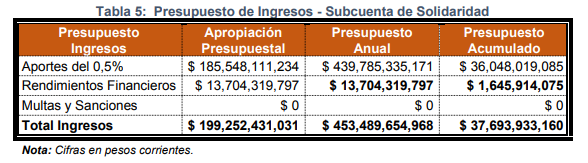 Tabla 5: Presupuesto de Ingresos - Subcuenta de Solidaridad
Presupuesto Ingresos Apropiación Presupuestal Presupuesto Anual Presupuesto Acumulado
Aportes del 0,5% $ 185,548,111,234 $ 439,785,335,171 $ 36,048,019,085
Rendimientos Financieros $ 13,704,319,797 $ 13,704,319,797 $ 1,645,914,075
Multas y Sanciones $ 0 $ 0 $ 0
Total Ingresos $ 199,252,431,031 $ 453,489,654,968 $ 37,693,933,160
Nota: Cifras en pesos corrientes.